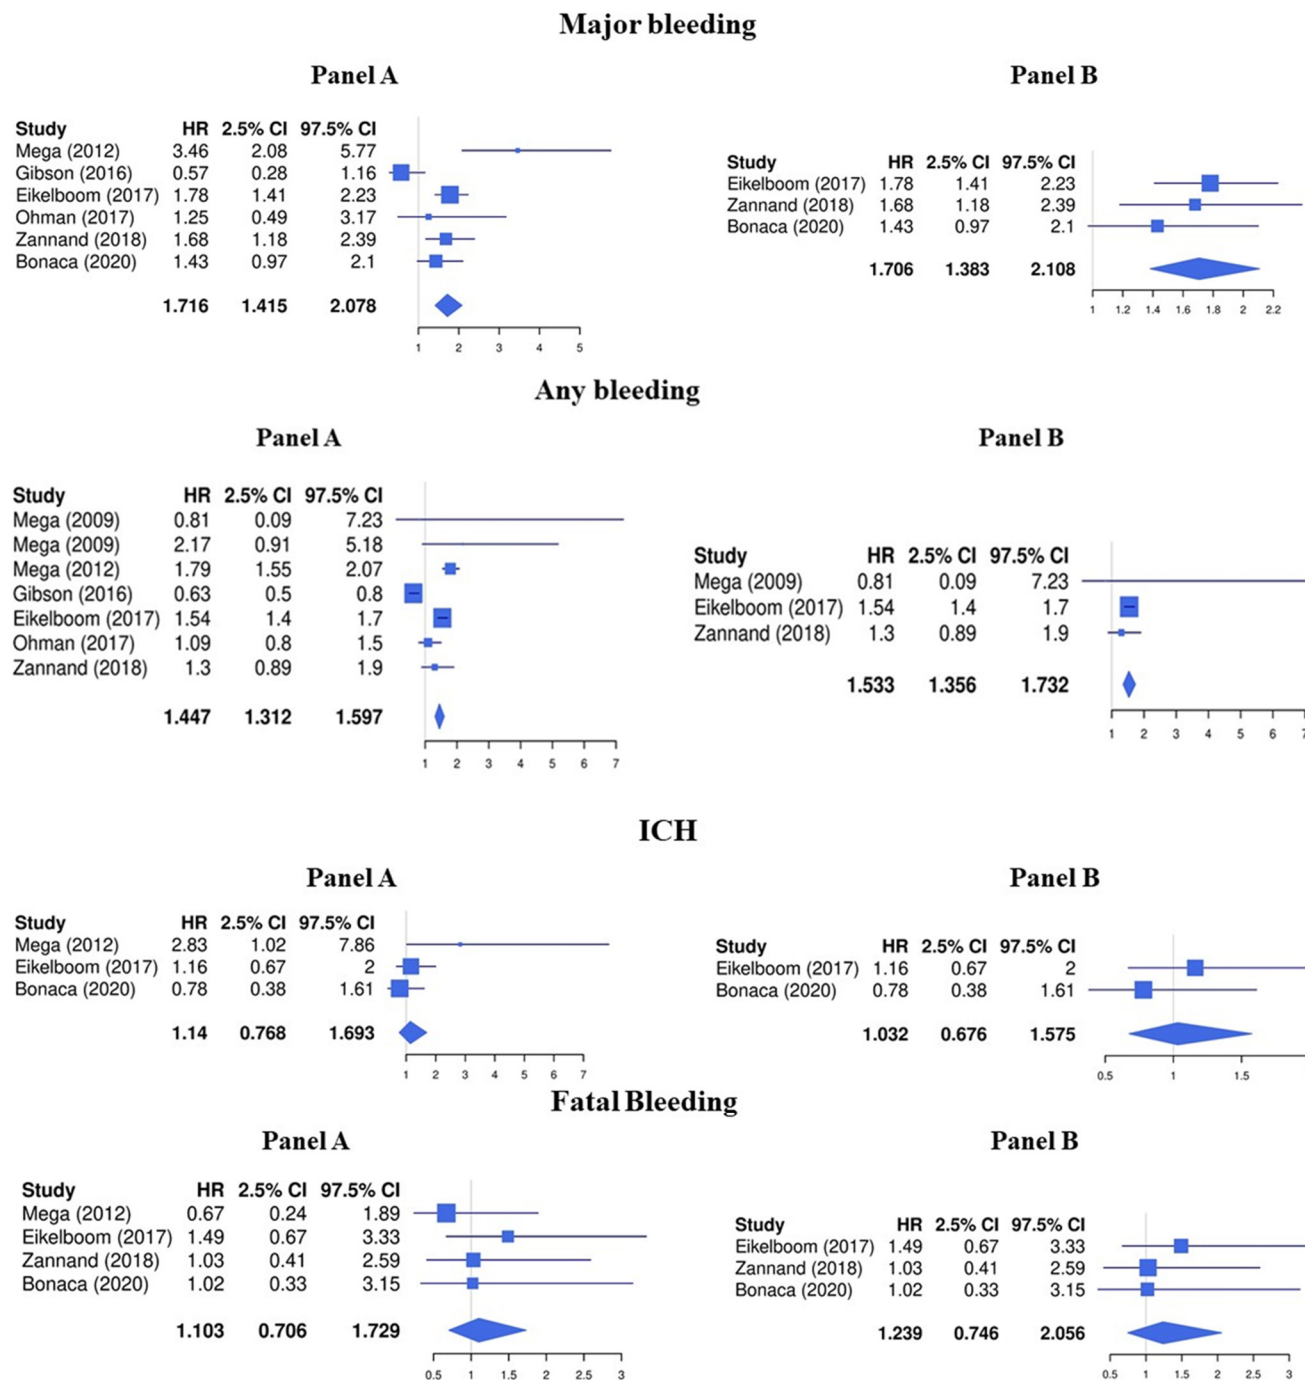 Major bleeding
Panel A
Study HR 2.5% CI 97.5% CI
Mega (2012) 3.46 2.08 5.77
Gibson (2016) 0.57 0.28 1.16
Eikelboom (2017) 1.78 1.41 2.23
Ohman (2017) 1.25 0.49 3.17
Zannand (2018) 1.68 1.18 2.39
Bonaca (2020) 1.43 0.97 2.1
1.716 1.415 2.078
1 2 3 4 5
Panel B
Study HR 2.5% CI 97.5% CI
Eikelboom (2017) 1.78 1.41 2.23
Zannand (2018) 1.68 1.18 2.39
Bonaca (2020) 1.43 0.97 2.1
1.706 1.383 2.108
1 1.2 1.4 1.6 1.8 2 2.2
Any bleeding
Panel A
Study HR 2.5% CI 97.5% CI
Mega (2009) 0.81 0.09 7.23
Mega (2009) 2.17 0.91 5.18
Mega (2012) 1.79 1.55 2.07
Gibson (2016) 0.63 0.5 0.8
Eikelboom (2017) 1.54 1.4 1.7
Ohman (2017) 1.09 0.8 1.5
Zannand (2018) 1.3 0.89 1.9
1.447 1.312 1.597
1 2 3 4 5 6 7
Panel B
Study HR 2.5% CI 97.5% CI
Mega (2009) 0.81 0.09 7.23
Eikelboom (2017) 1.54 1.4 1.7
Zannand (2018) 1.3 0.89 1.9
1.533 1.356 1.732
1 2 3 4 5 6 7
ICH
Panel A
Study HR 2.5% CI 97.5% CI
Mega (2012) 2.83 1.02 7.86
Eikelboom (2017) 1.16 0.67 2
Bonaca (2020) 0.78 0.38 1.61
1.14 0.768 1.693
1 2 3 4 5 6 7
Panel B
Study HR 2.5% CI 97.5% CI
Eikelboom (2017) 1.16 0.67 2
Bonaca (2020) 0.78 0.38 1.61
1.032 0.676 1.575
0.5 1 1.5
Fatal Bleeding
Panel A
Study HR 2.5% CI 97.5% CI
Mega (2012) 0.67 0.24 1.89
Eikelboom (2017) 1.49 0.67 3.33
Zannand (2018) 1.03 0.41 2.59
Bonaca (2020) 1.02 0.33 3.15
1.103 0.706 1.729
0.5 1 1.5 2 2.5 3
Panel B
Study HR 2.5% CI 97.5% CI
Eikelboom (2017) 1.49 0.67 3.33
Zannand (2018) 1.03 0.41 2.59
Bonaca (2020) 1.02 0.33 3.15
1.239 0.746 2.056
0.5 1 1.5 2 2.5 3